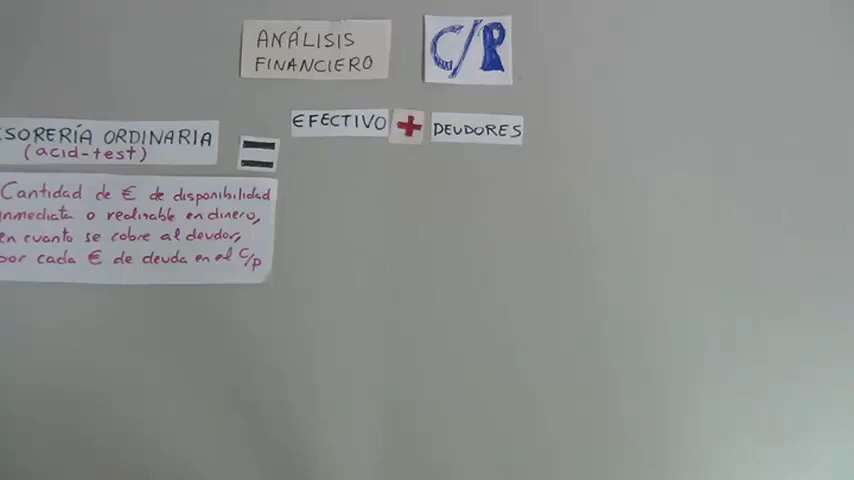 ANÁLISIS
FINANCIERO
C/P
SORERÍA ORDINARIA
(acid-test)
=
EFECTIVO + DEUDORES
Cantidad de € de disponibilidad
inmediata o realizable en dinero,
en cuanto se cobre al deudor,
por cada € de deuda en el C/p